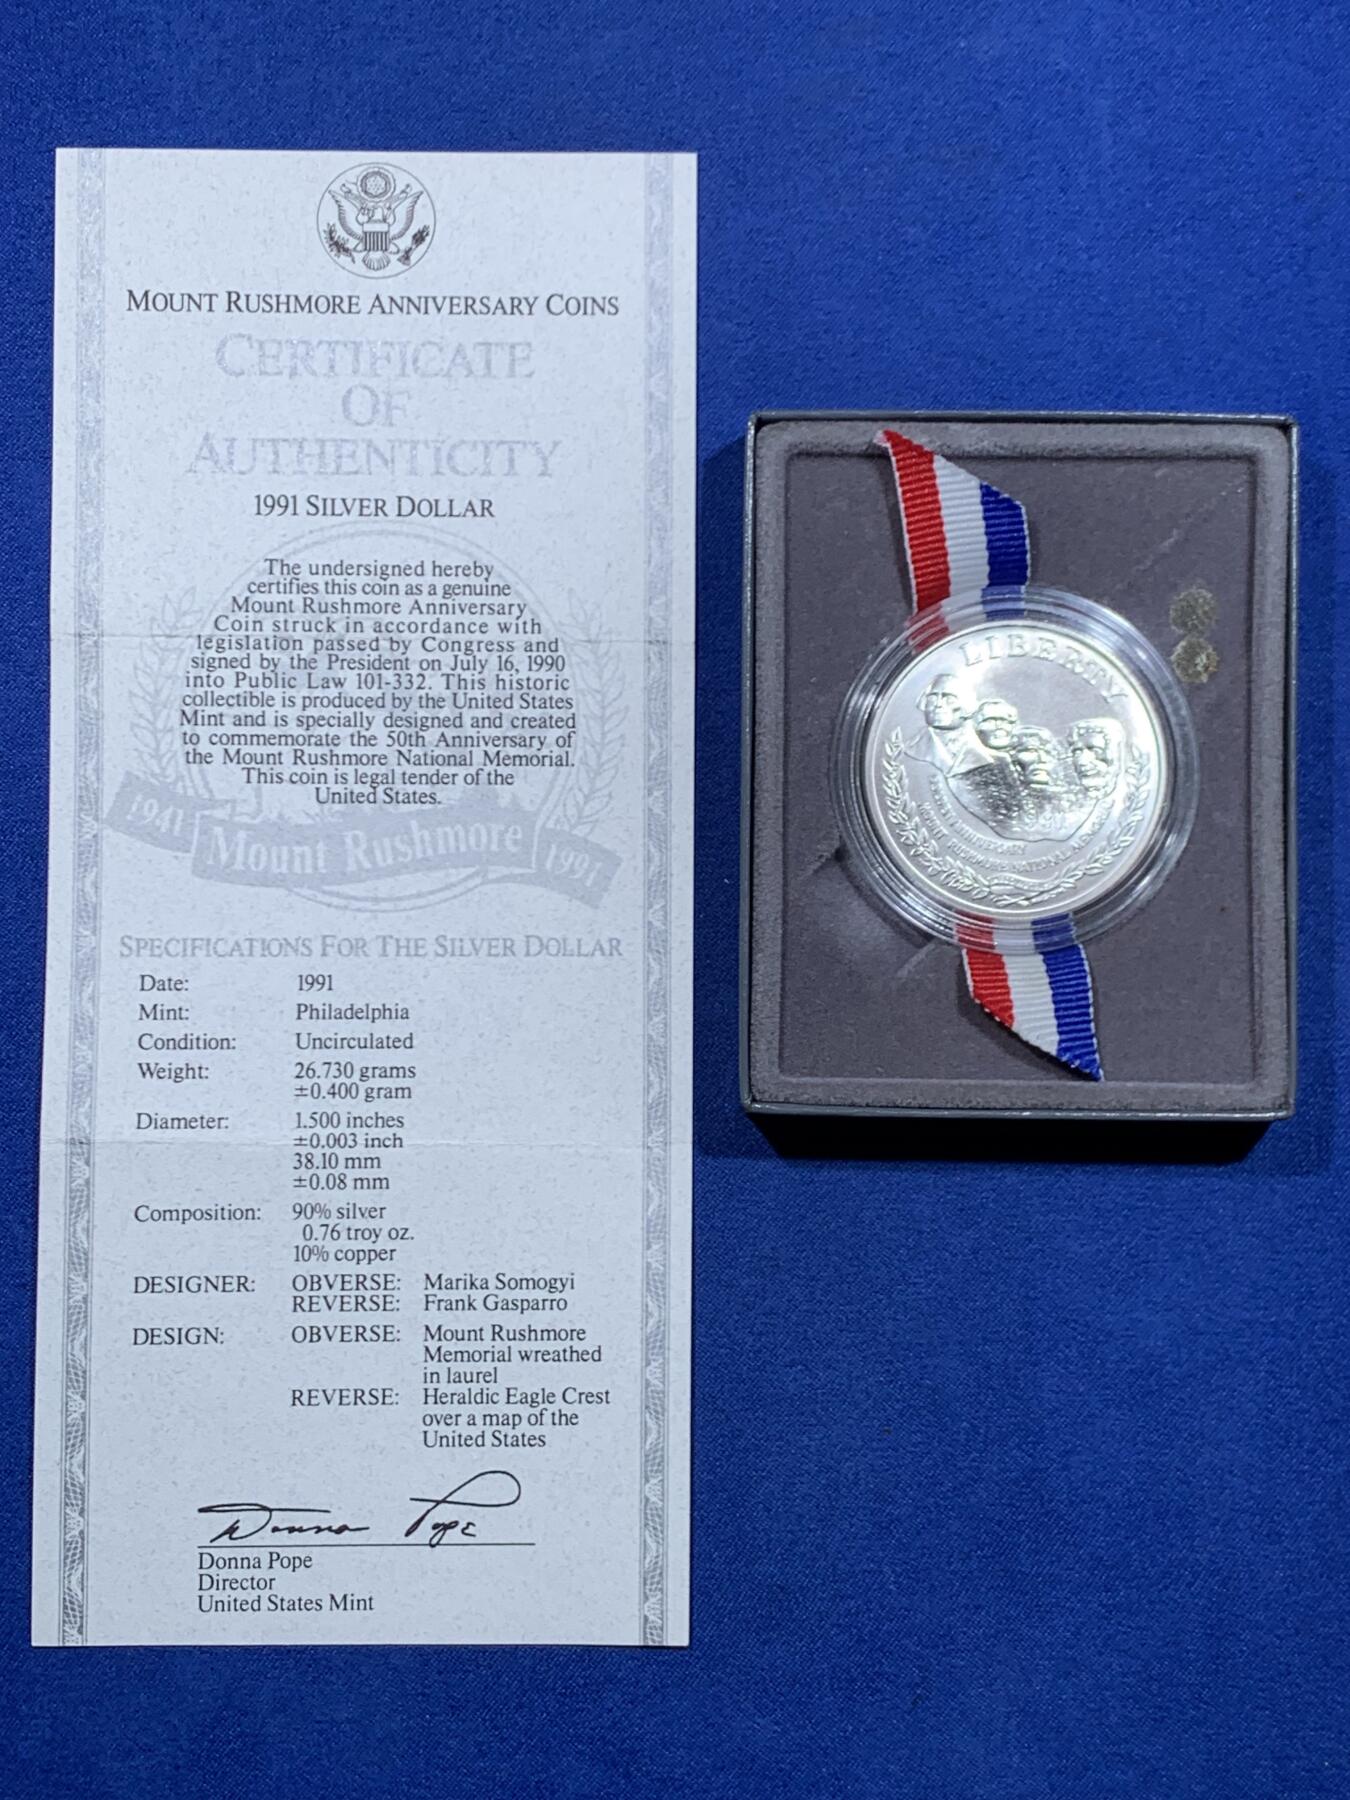 MOUNT RUSHMORE ANNIVERSARY COINS
CERTIFICATE
OF
AUTHENTICITY
1991 SILVER DOLLAR
The undersigned hereby
certifies this coin as a genuine
Mount Rushmore Anniversary
Coin struck in accordance with
legislation passed by Congress and
signed by the President on July 16, 1990
into Public Law 101-332. This historic
collectible is produced by the United States
Mint and is specially designed and created
to commemorate the 50th Anniversary of
the Mount Rushmore National Memorial.
This coin is legal tender of the
United States.
1941 Mount Rushmore 1991
SPECIFICATIONS FOR THE SILVER DOLLAR
Date: 1991
Mint: Philadelphia
Condition: Uncirculated
Weight: 26.730 grams
±0.400 gram
Diameter: 1.500 inches
±0.003 inch
38.10 mm
±0.08 mm
Composition: 90% silver
0.76 troy oz.
10% copper
DESIGNER: OBVERSE: Marika Somogyi
REVERSE: Frank Gasparro
DESIGN: OBVERSE: Mount Rushmore
Memorial wreathed
in laurel
REVERSE: Heraldic Eagle Crest
over a map of the
United States
Donna Pope
Donna Pope
Director
United States Mint
LIBERTY
ANNIVERSARY
MOUNT RUSHMORE NATIONAL MEMORIAL